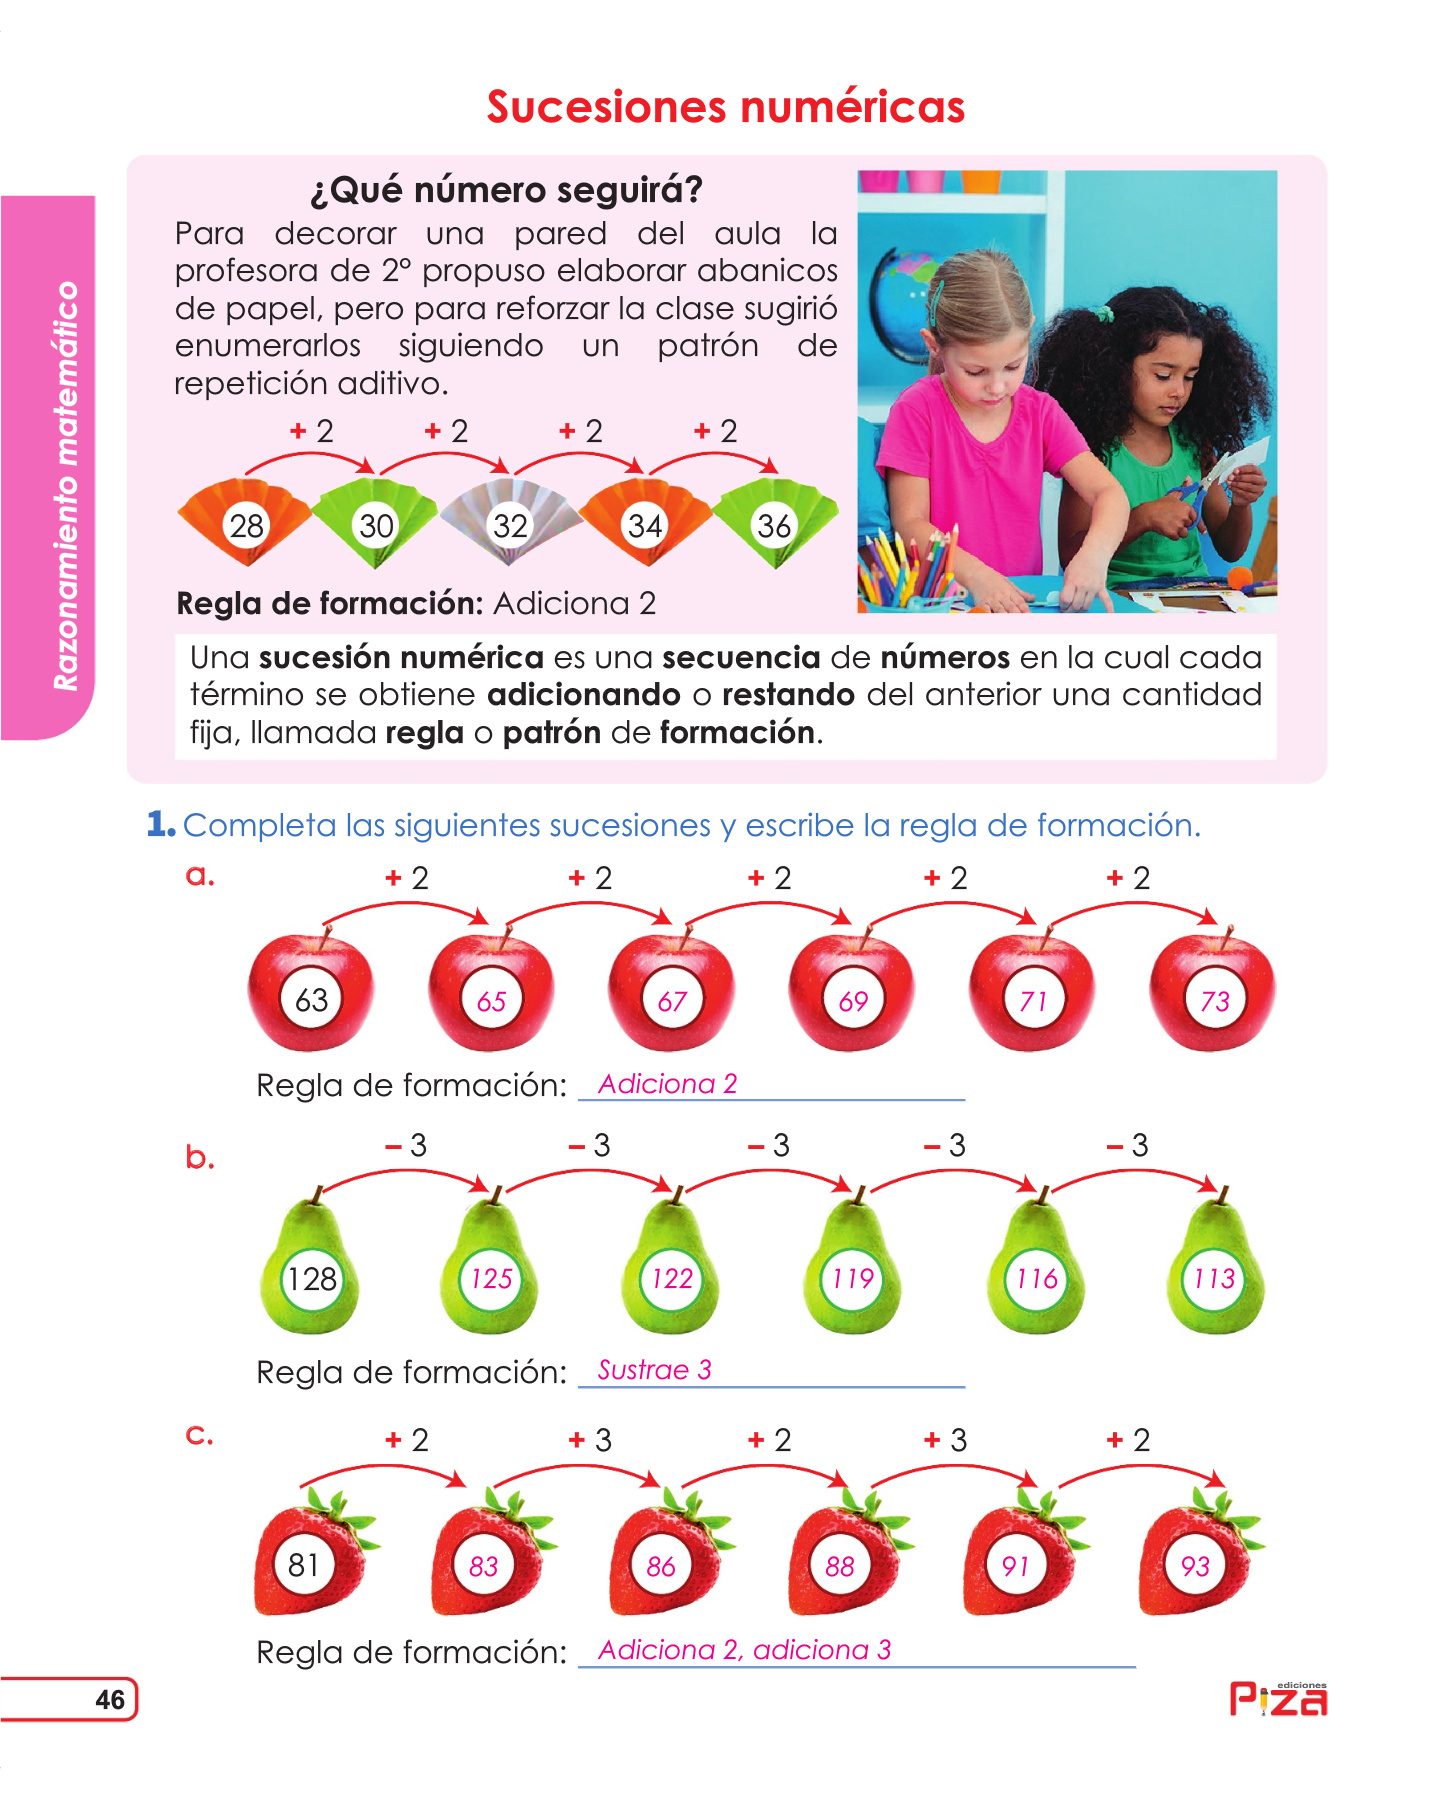 Sucesiones numéricas
Razonamiento matemático
¿Qué número seguirá?
Para decorar una pared del aula la
profesora de 2° propuso elaborar abanicos
de papel, pero para reforzar la clase sugirió
enumerarlos siguiendo un patrón de
repetición aditivo.
+ 2 + 2 + 2 + 2
28 30 32 34 36
Regla de formación: Adiciona 2
Una sucesión numérica es una secuencia de números en la cual cada
término se obtiene adicionando o restando del anterior una cantidad
fija, llamada regla o patrón de formación.
1. Completa las siguientes sucesiones y escribe la regla de formación.
a. + 2 + 2 + 2 + 2 + 2
63 65 67 69 71 73
Regla de formación: Adiciona 2
b. – 3 – 3 – 3 – 3 – 3
128 125 122 119 116 113
Regla de formación: Sustrae 3
c. + 2 + 3 + 2 + 3 + 2
81 83 86 88 91 93
Regla de formación: Adiciona 2, adiciona 3
46
ediciones
Piza